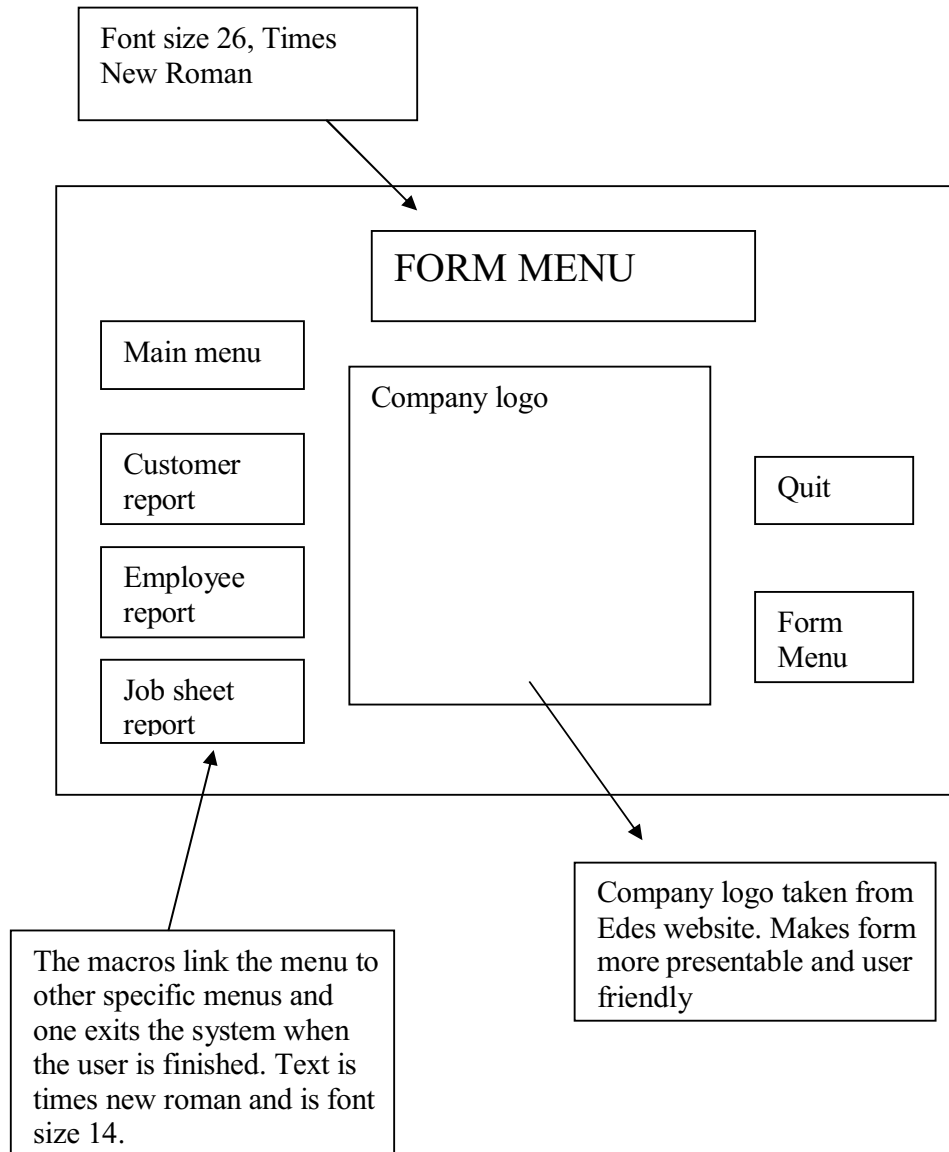 Font size 26, Times
New Roman
FORM MENU
Main menu
Company logo
Customer
report
Quit
Employee
report
Form
Menu
Job sheet
report
Company logo taken from
Edes website. Makes form
more presentable and user
friendly
The macros link the menu to
other specific menus and
one exits the system when
the user is finished. Text is
times new roman and is font
size 14.